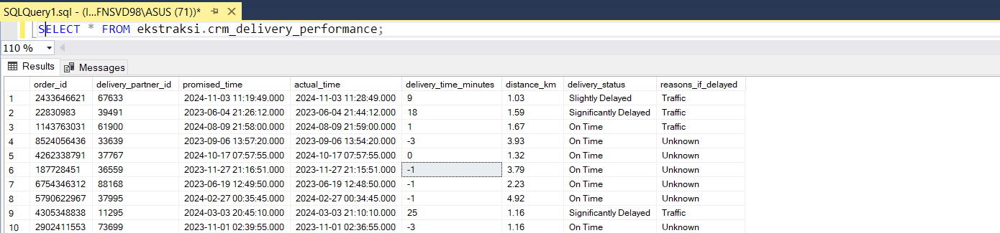 SQLQuery1.sql - (l...FNSVD98\ASUS (71))*
SELECT * FROM ekstraksi.crm_delivery_performance;
110 %
Results Messages
order_id delivery_partner_id promised_time actual_time delivery_time_minutes distance_km delivery_status reasons_if_delayed
1 2433646621 67633 2024-11-03 11:19:49.000 2024-11-03 11:28:49.000 9 1.03 Slightly Delayed Traffic
2 22830983 39491 2023-06-04 21:26:12.000 2023-06-04 21:44:12.000 18 1.59 Significantly Delayed Traffic
3 1143763031 61900 2024-08-09 21:58:00.000 2024-08-09 21:59:00.000 1 1.67 On Time Traffic
4 8524056436 33639 2023-09-06 13:57:20.000 2023-09-06 13:54:20.000 -3 3.93 On Time Unknown
5 4262338791 37767 2024-10-17 07:57:55.000 2024-10-17 07:57:55.000 0 1.32 On Time Unknown
6 187728451 36559 2023-11-27 21:16:51.000 2023-11-27 21:15:51.000 -1 3.79 On Time Unknown
7 6754346312 88168 2023-06-19 12:49:50.000 2023-06-19 12:48:50.000 -1 2.23 On Time Unknown
8 5790622967 37995 2024-02-27 00:35:45.000 2024-02-27 00:34:45.000 -1 4.92 On Time Unknown
9 4305348838 11295 2024-03-03 20:45:10.000 2024-03-03 21:10:10.000 25 1.16 Significantly Delayed Traffic
10 2902411553 73699 2023-11-01 02:39:55.000 2023-11-01 02:36:55.000 -3 1.16 On Time Unknown